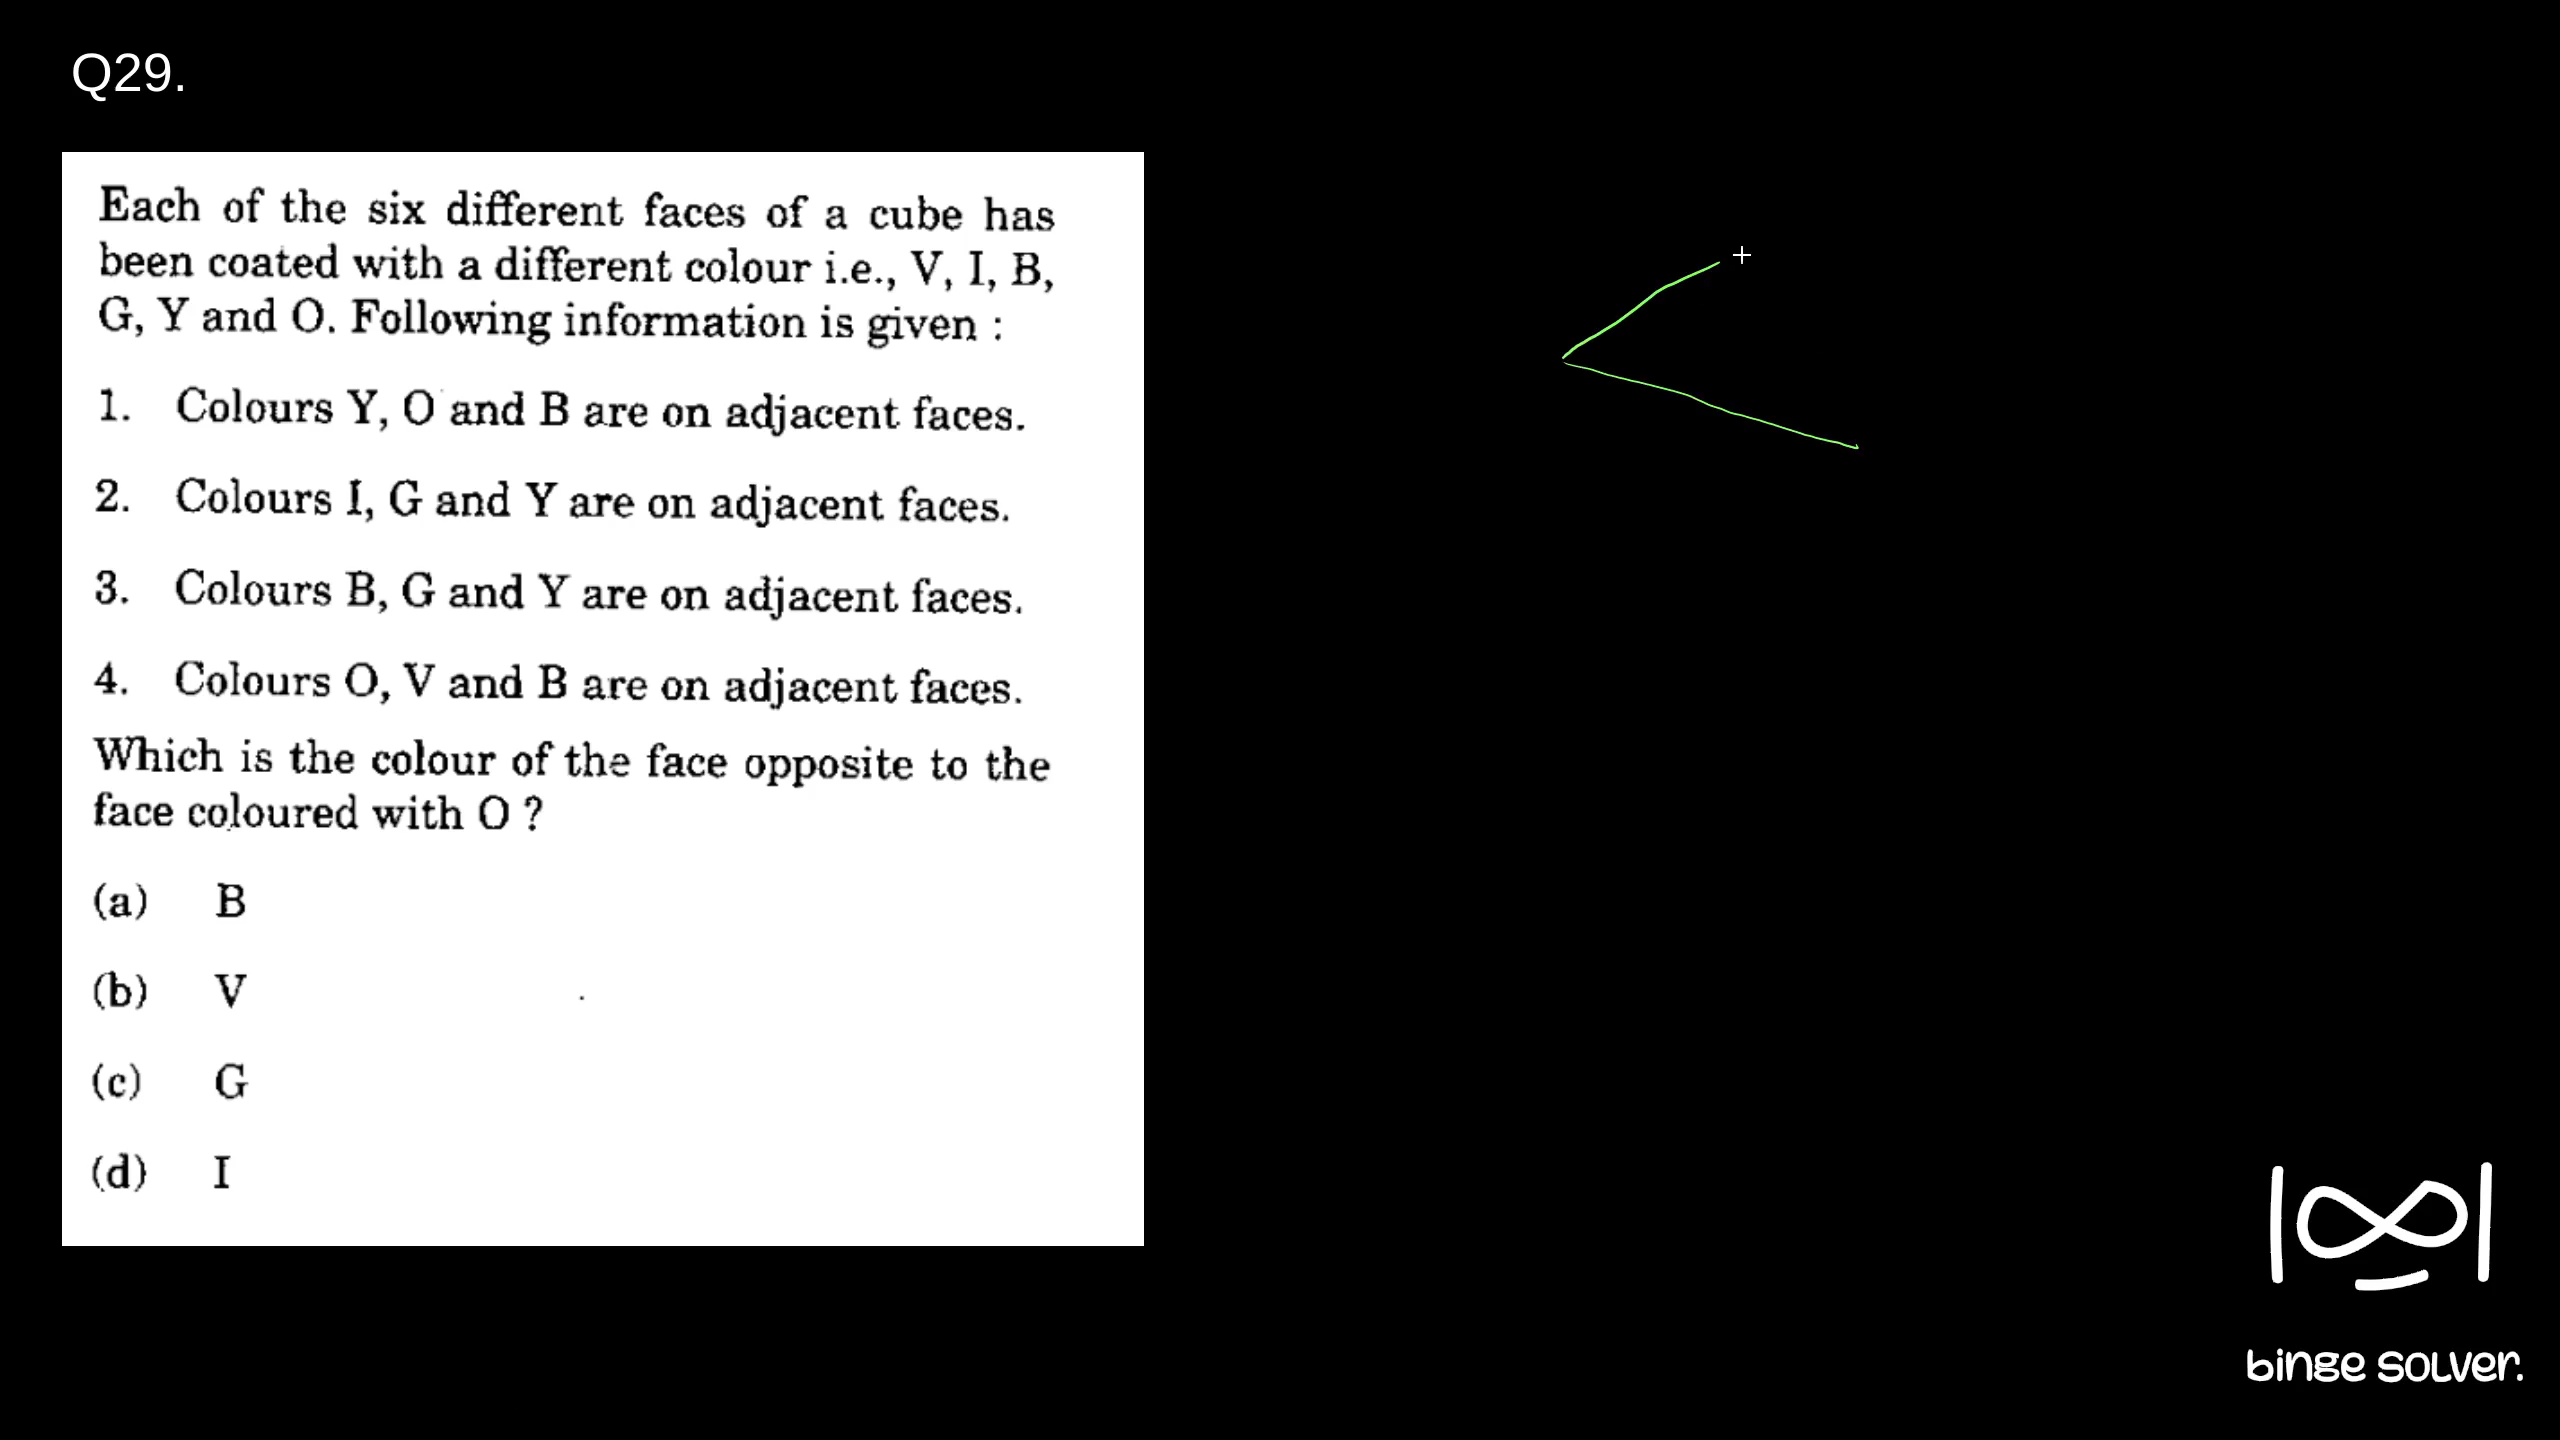 Q29.
Each of the six different faces of a cube has
been coated with a different colour i.e., V, I, B,
G, Y and O. Following information is given :
1. Colours Y, O and B are on adjacent faces.
2. Colours I, G and Y are on adjacent faces.
3. Colours B, G and Y are on adjacent faces.
4. Colours O, V and B are on adjacent faces.
Which is the colour of the face opposite to the
face coloured with O ?
(a) B
(b) V
(c) G
(d) I
binge solver.